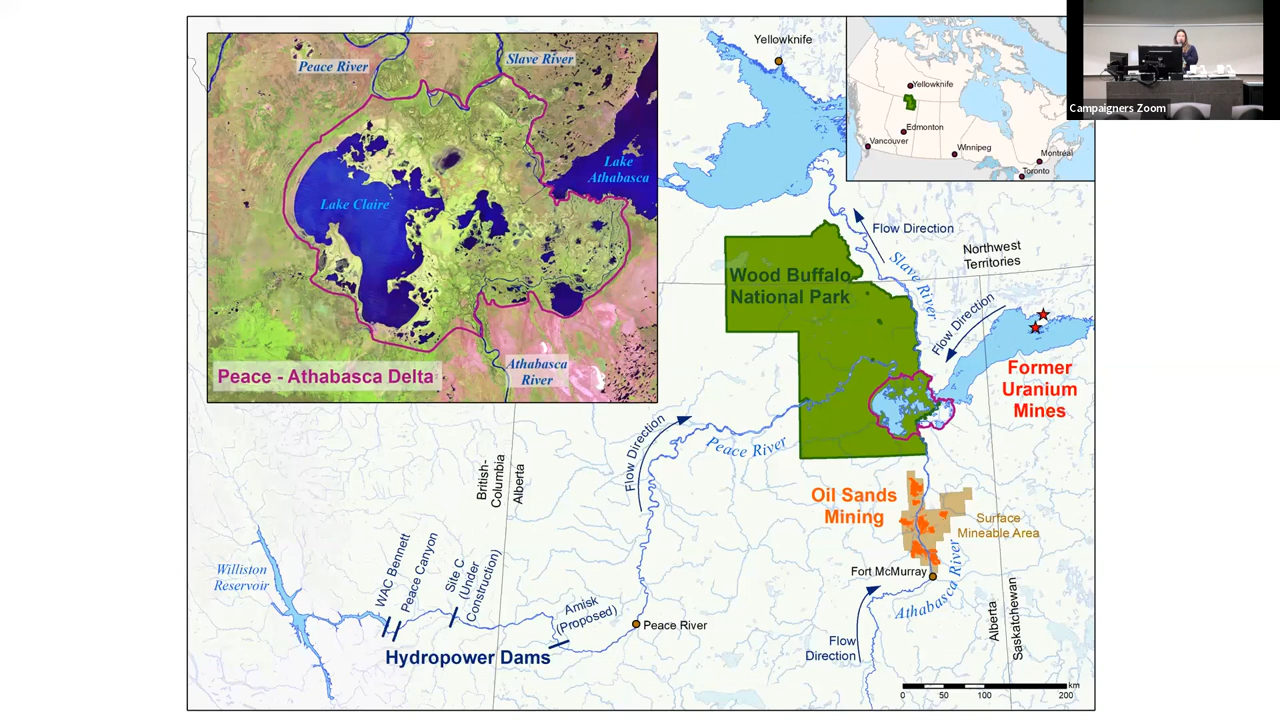 Peace River
Slave River
Lake
Athabasca
Lake Claire
Athabasca
River
Peace - Athabasca Delta
Yellowknife
Yellowknife
Edmonton
Vancouver
Winnipeg
Montréal
Toronto
Campaigners Zoom
Flow Direction
Slave River
Northwest
Territories
Wood Buffalo
National Park
Flow Direction
Former
Uranium
Mines
Flow Direction
Peace River
British-
Columbia
Alberta
Oil Sands
Mining
Surface
Mineable Area
Fort McMurray
Athabasca River
Flow
Direction
Alberta
Saskatchewan
Williston
Reservoir
WAC Bennett
Peace Canyon
Site C
(Under
Construction)
Amisk
(Proposed)
Peace River
Hydropower Dams
km
0 50 100 200